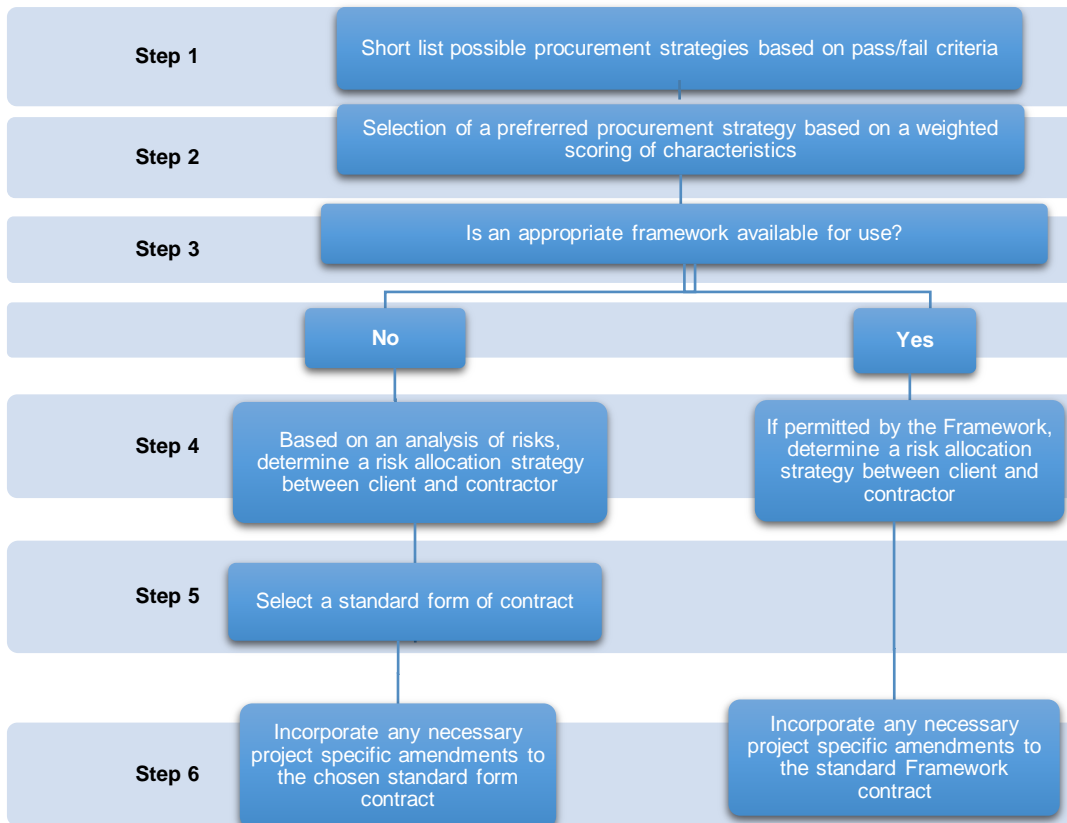 Step 1
Short list possible procurement strategies based on pass/fail criteria
Step 2
Selection of a prefrerred procurement strategy based on a weighted
scoring of characteristics
Step 3
Is an appropriate framework available for use?
No
Yes
Step 4
Based on an analysis of risks,
determine a risk allocation strategy
between client and contractor
If permitted by the Framework,
determine a risk allocation
strategy between client and
contractor
Step 5
Select a standard form of contract
Step 6
Incorporate any necessary
project specific amendments to
the chosen standard form
contract
Incorporate any necessary
project specific amendments to
the standard Framework
contract